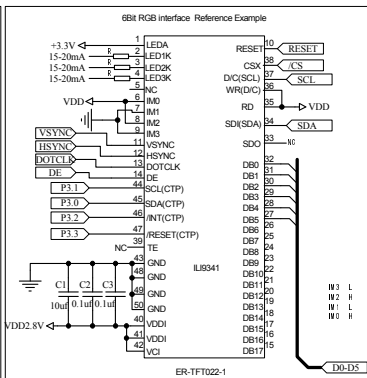 6Bit RGB interface Reference Example
+3.3V 1 LEDA
15-20mA R 2 LED1K
15-20mA R 3 LED2K
15-20mA R 4 LED3K
5 NC
VDD 6 IM0
7 IM1
8 IM2
9 IM3
VSYNC 11 VSYNC
HSYNC 12 HSYNC
DOTCLK 13 DOTCLK
DE 14 DE
P3.1 44 SCL(CTP)
P3.0 45 SDA(CTP)
P3.2 46 /INT(CTP)
P3.3 47 /RESET(CTP)
NC 39 TE
43 GND
48 GND
49 GND
50 GND
C1 C2 C3
10uf 0.1uf 0.1uf
VDD2.8V 40 VDDI
41 VDDI
42 VCI
ILI9341
RESET 10 RESET
CSX 38 /CS
D/C(SCL) 37 SCL
WR(D/C) 36
RD 35 VDD
SDI(SDA) 34 SDA
SDO 33 NC
DB0 32
DB1 31
DB2 30
DB3 29
DB4 28
DB5 27
DB6 26
DB7 25
DB8 24
DB9 23
DB10 22
DB11 21
DB12 20
DB13 19
DB14 18
DB15 17
DB16 16
DB17 15
IM3 L
IM2 H
IM1 L
IM0 H
D0-D5
ER-TFT022-1